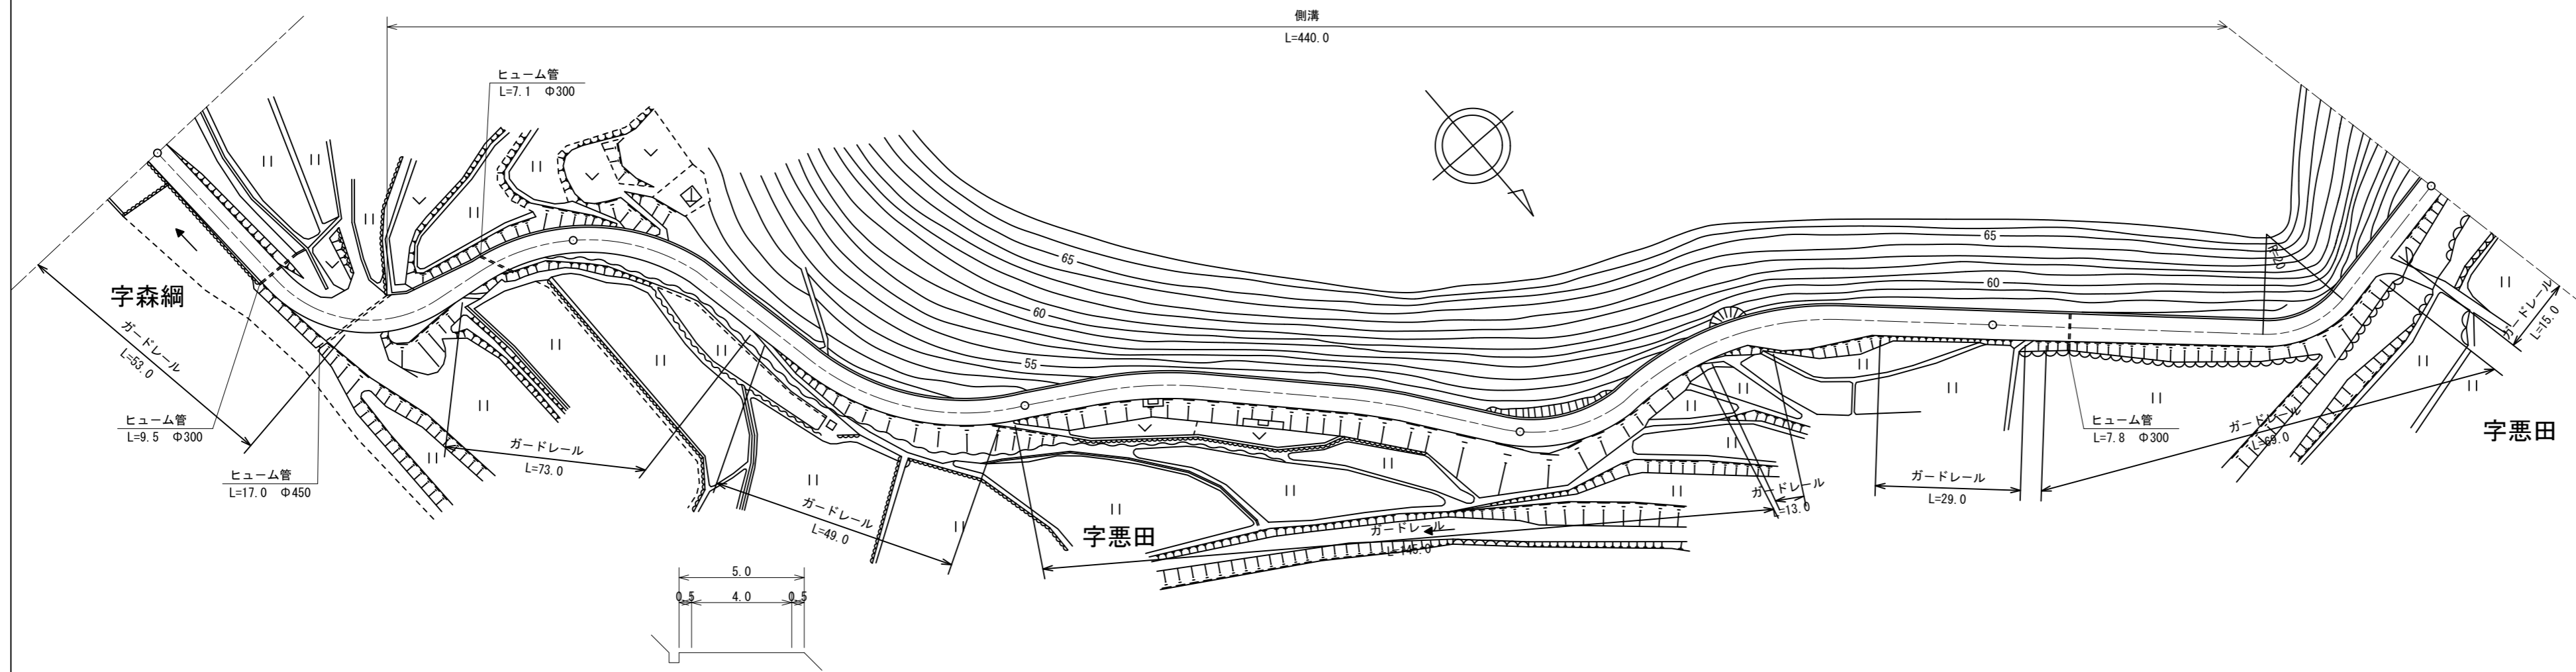 側溝
L=440.0
ヒューム管
L=7.1 Φ300
65
60
55
65
60
R=20
字森綱
ガードレール
L=53.0
ヒューム管
L=9.5 Φ300
ヒューム管
L=17.0 Φ450
ガードレール
L=73.0
ガードレール
L=49.0
字悪田
ガードレール
L=145.0
ガードレール
L=13.0
ガードレール
L=29.0
ヒューム管
L=7.8 Φ300
ガードレール
L=69.0
ガードレール
L=15.0
字悪田
5.0
0.5
4.0
0.5